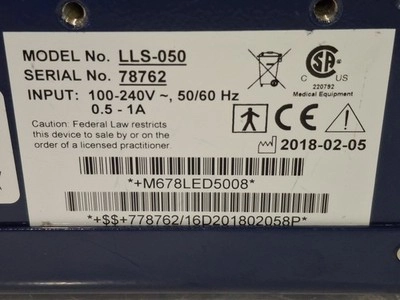 MODEL No. LLS-050
SERIAL No. 78762
INPUT: 100-240V ~, 50/60 Hz
0.5 - 1A
Caution: Federal Law restricts
this device to sale by or on the
order of a licensed practitioner.
C SA US
220792
Medical Equipment
CE
2018-02-05
*+M678LED5008*
*+$$+778762/16D201802058P*